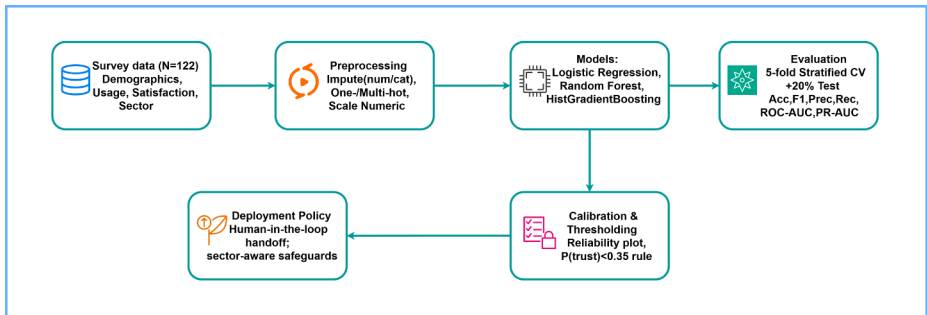 Survey data (N=122)
Demographics,
Usage, Satisfaction,
Sector
Preprocessing
Impute(num/cat),
One-/Multi-hot,
Scale Numeric
Models:
Logistic Regression,
Random Forest,
HistGradientBoosting
Evaluation
5-fold Stratified CV
+20% Test
Acc,F1,Prec,Rec,
ROC-AUC,PR-AUC
Calibration &
Thresholding
Reliability plot,
P(trust)<0.35 rule
Deployment Policy
Human-in-the-loop
handoff;
sector-aware safeguards